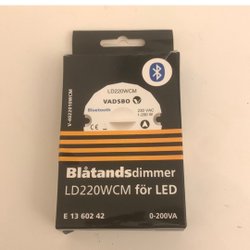 LD220WCM
VADSBO
Bluetooth
230 VAC
Blåtandsdimmer
LD220WCM för LED
E 13 602 42
0-200VA